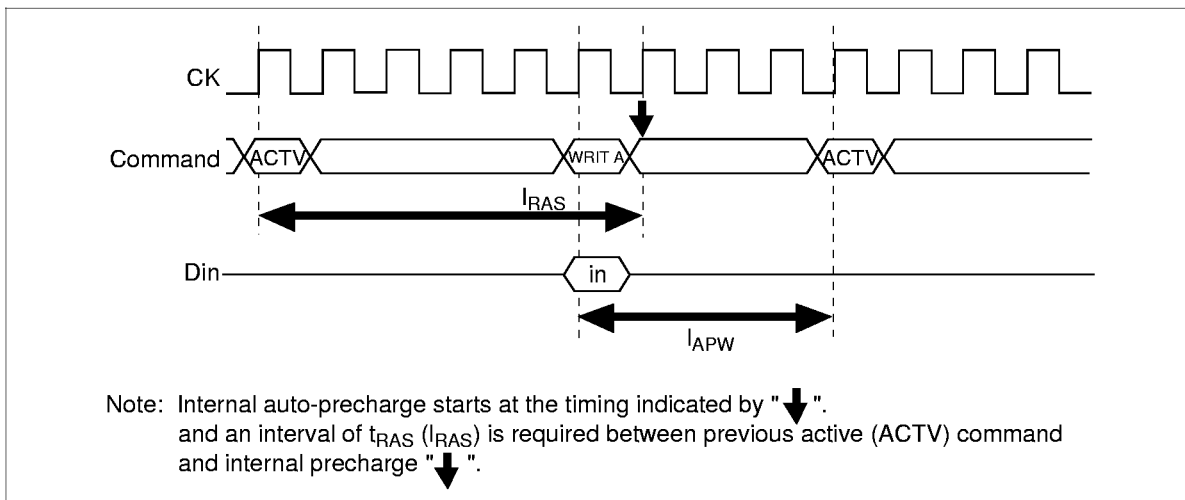 CK
Command ACTV WRIT A ACTV
lRAS
Din in
lAPW
Note: Internal auto-precharge starts at the timing indicated by " ".
and an interval of tRAS (lRAS) is required between previous active (ACTV) command
and internal precharge " ".